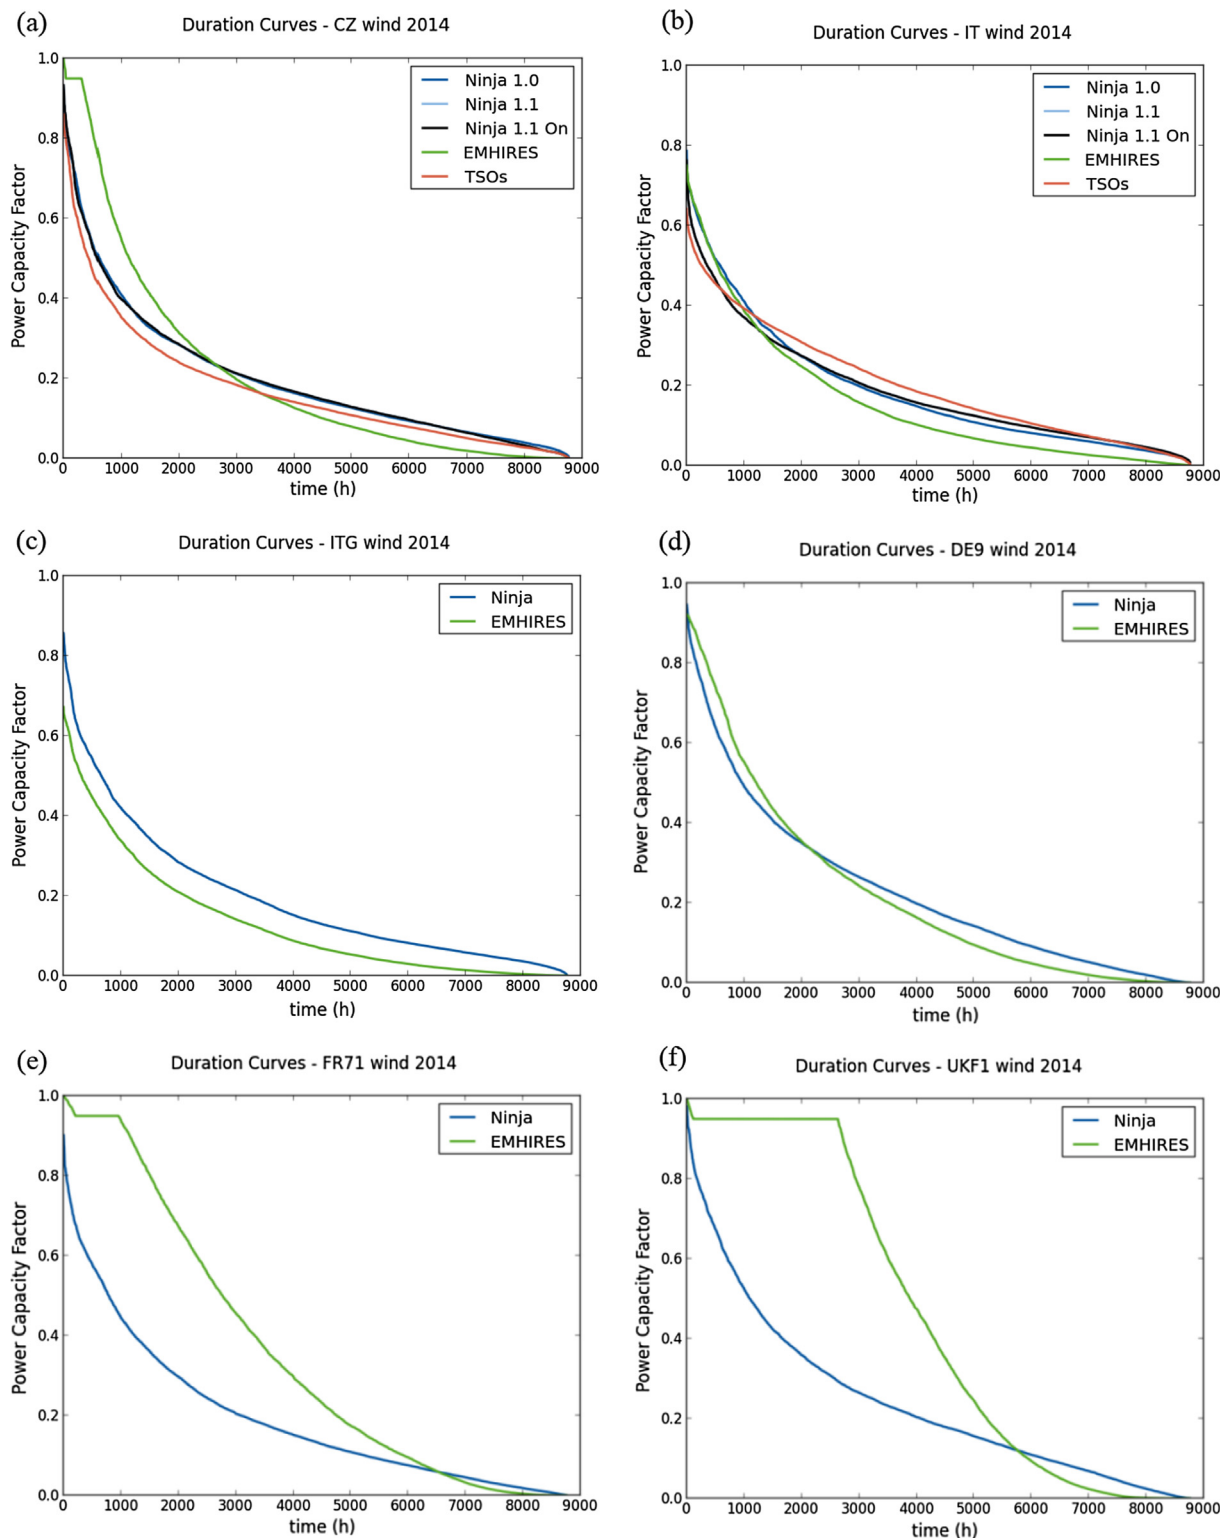 (a)
Duration Curves - CZ wind 2014
Power Capacity Factor
1.0
0.8
0.6
0.4
0.2
0.0
Ninja 1.0
Ninja 1.1
Ninja 1.1 On
EMHIRES
TSOs
0 1000 2000 3000 4000 5000 6000 7000 8000 9000
time (h)
(b)
Duration Curves - IT wind 2014
Power Capacity Factor
1.0
0.8
0.6
0.4
0.2
0.0
Ninja 1.0
Ninja 1.1
Ninja 1.1 On
EMHIRES
TSOs
0 1000 2000 3000 4000 5000 6000 7000 8000 9000
time (h)
(c)
Duration Curves - ITG wind 2014
Power Capacity Factor
1.0
0.8
0.6
0.4
0.2
0.0
Ninja
EMHIRES
0 1000 2000 3000 4000 5000 6000 7000 8000 9000
time (h)
(d)
Duration Curves - DE9 wind 2014
Power Capacity Factor
1.0
0.8
0.6
0.4
0.2
0.0
Ninja
EMHIRES
0 1000 2000 3000 4000 5000 6000 7000 8000 9000
time (h)
(e)
Duration Curves - FR71 wind 2014
Power Capacity Factor
1.0
0.8
0.6
0.4
0.2
0.0
Ninja
EMHIRES
0 1000 2000 3000 4000 5000 6000 7000 8000 9000
time (h)
(f)
Duration Curves - UKF1 wind 2014
Power Capacity Factor
1.0
0.8
0.6
0.4
0.2
0.0
Ninja
EMHIRES
0 1000 2000 3000 4000 5000 6000 7000 8000 9000
time (h)